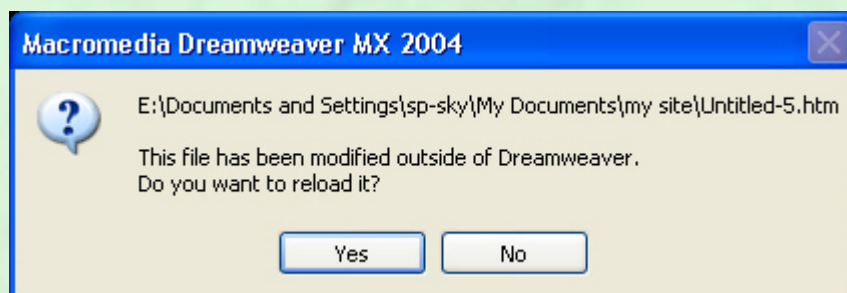 Macromedia Dreamweaver MX 2004
E:\Documents and Settings\sp-sky\My Documents\my site\Untitled-5.htm
This file has been modified outside of Dreamweaver.
Do you want to reload it?
Yes No